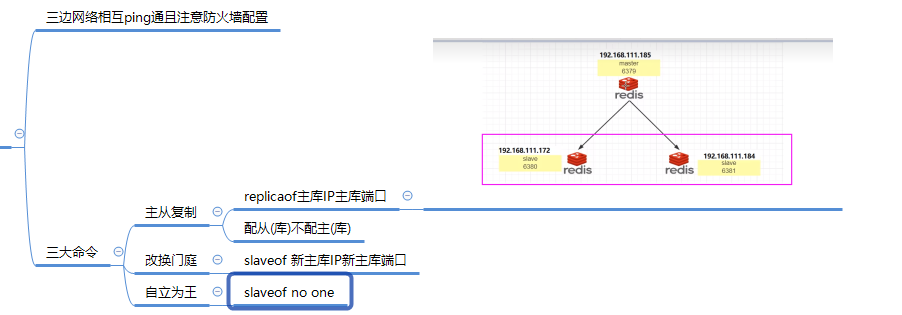 三边网络相互ping通且注意防火墙配置
192.168.111.185
master
6379
redis
192.168.111.172
slave
6380
redis
redis
192.168.111.184
slave
6381
三大命令
主从复制
replicaof主库IP主库端口
配从(库)不配主(库)
改换门庭
slaveof 新主库IP新主库端口
自立为王
slaveof no one